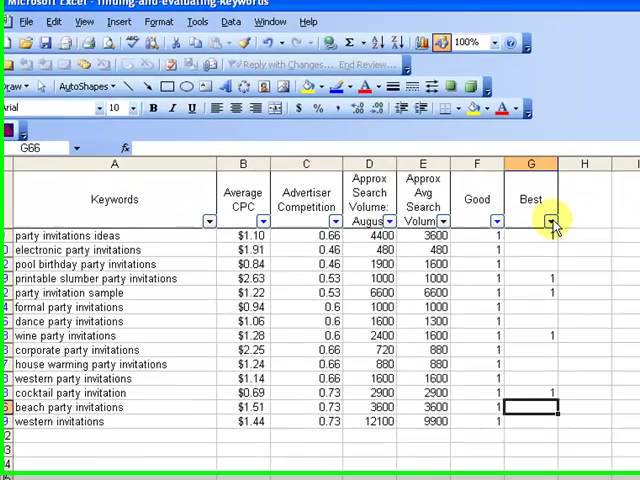 Microsoft Excel - finding-and-evaluating-keywords
File Edit View Insert Format Tools Data Window Help
100%
Reply with Changes... End Review...
Draw AutoShapes
Arial 10 B I U $ %
G66 fx
A B C D E F G H
Keywords Average CPC Advertiser Competition Approx Search Volume: Augus Approx Avg Search Volum Good Best
party invitations ideas $1.10 0.66 4400 3600 1 1
electronic party invitations $1.91 0.46 480 480 1
pool birthday party invitations $0.84 0.46 1900 1600 1
printable slumber party invitations $2.63 0.53 1000 1000 1 1
party invitation sample $1.22 0.53 6600 6600 1 1
formal party invitations $0.94 0.6 1000 1000 1
dance party invitations $1.06 0.6 1600 1300 1
wine party invitations $1.28 0.6 2400 1600 1 1
corporate party invitations $2.25 0.66 720 880 1
house warming party invitations $1.24 0.66 880 880 1
western party invitations $1.14 0.66 1600 1600 1
cocktail party invitations $0.69 0.73 2900 2900 1 1
beach party invitations $1.51 0.73 3600 3600 1
western invitations $1.44 0.73 12100 9900 1